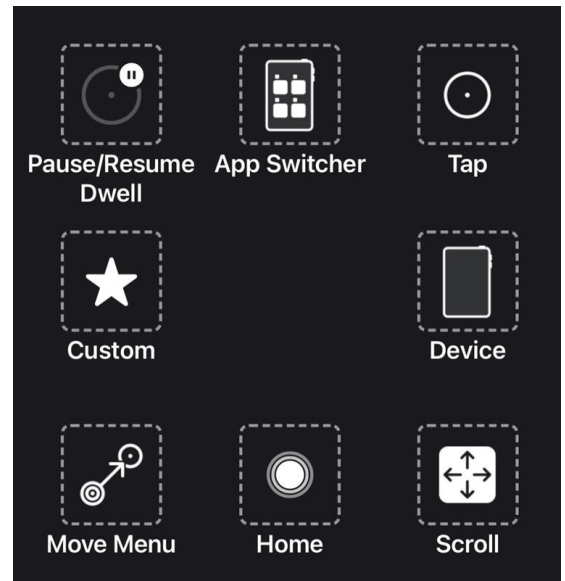 Pause/Resume App Switcher Tap
Dwell
Custom Device
Move Menu Home Scroll